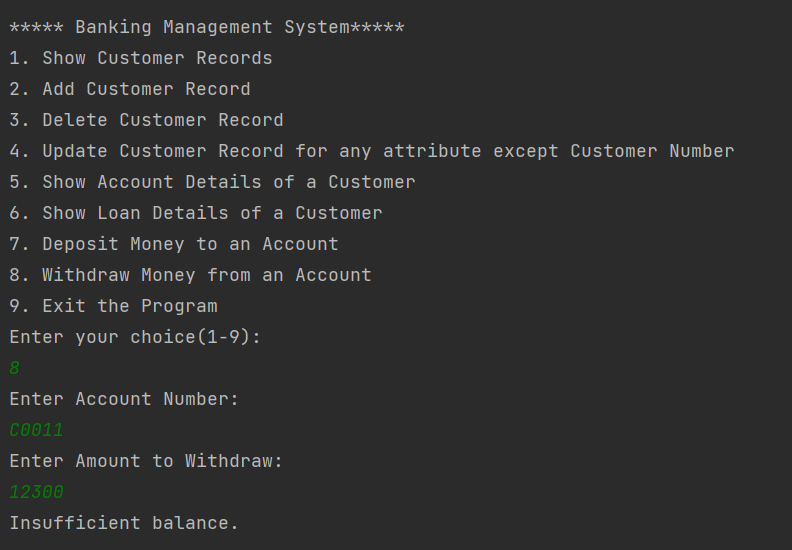 ***** Banking Management System*****
1. Show Customer Records
2. Add Customer Record
3. Delete Customer Record
4. Update Customer Record for any attribute except Customer Number
5. Show Account Details of a Customer
6. Show Loan Details of a Customer
7. Deposit Money to an Account
8. Withdraw Money from an Account
9. Exit the Program
Enter your choice(1-9):
8
Enter Account Number:
C0011
Enter Amount to Withdraw:
12300
Insufficient balance.